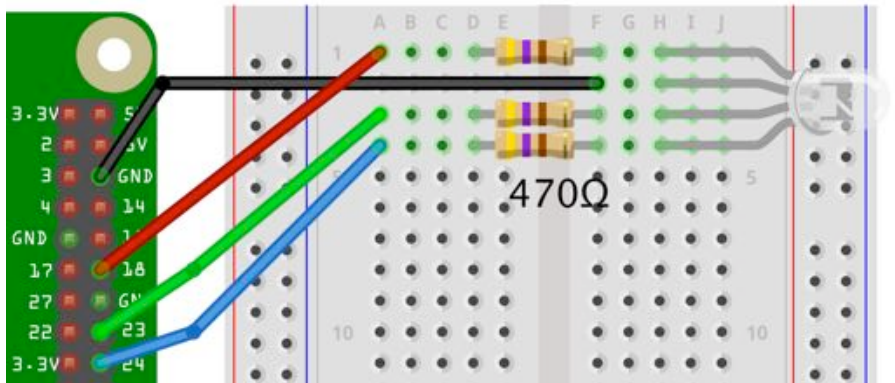 A B C D E F G H I J
1
3.3V 5
2 5V
3 GND
4 14
GND
17 18
5 5
470Ω
27 GN
22 23
10 10
3.3V 24